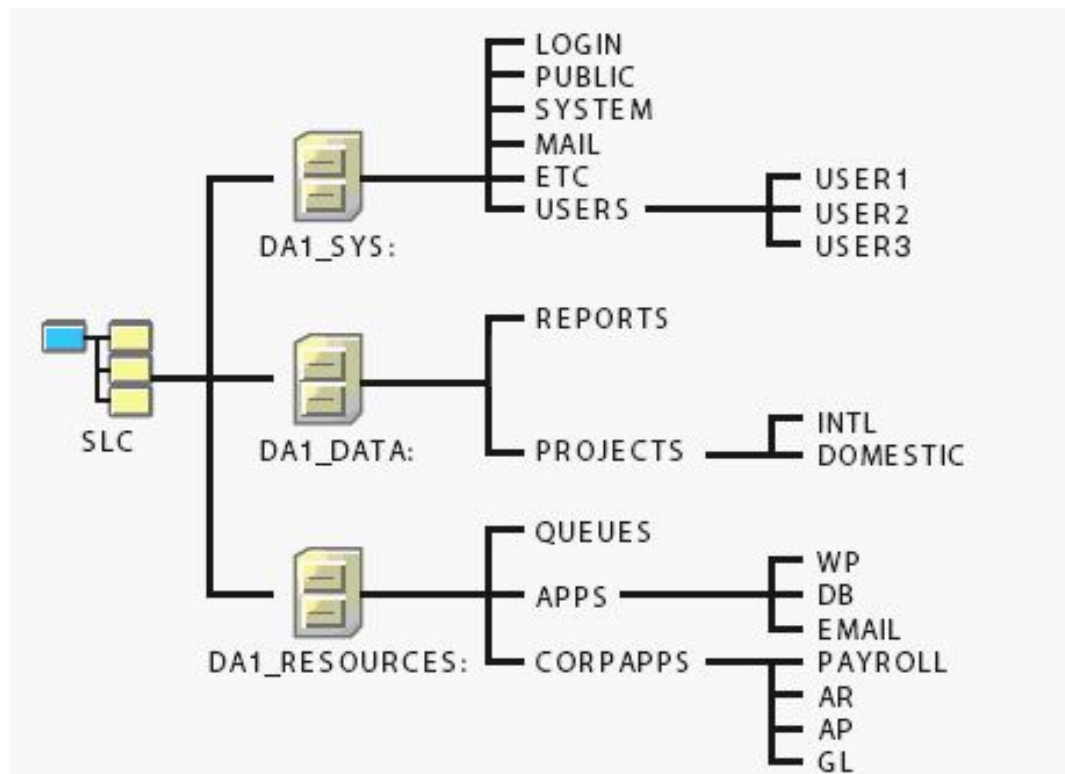 LOGIN
PUBLIC
SYSTEM
MAIL
ETC
USERS
USER1
USER2
USER3
DA1_SYS:
REPORTS
PROJECTS
INTL
DOMESTIC
SLC
DA1_DATA:
QUEUES
APPS
WP
DB
EMAIL
DA1_RESOURCES:
CORPAPPS
PAYROLL
AR
AP
GL